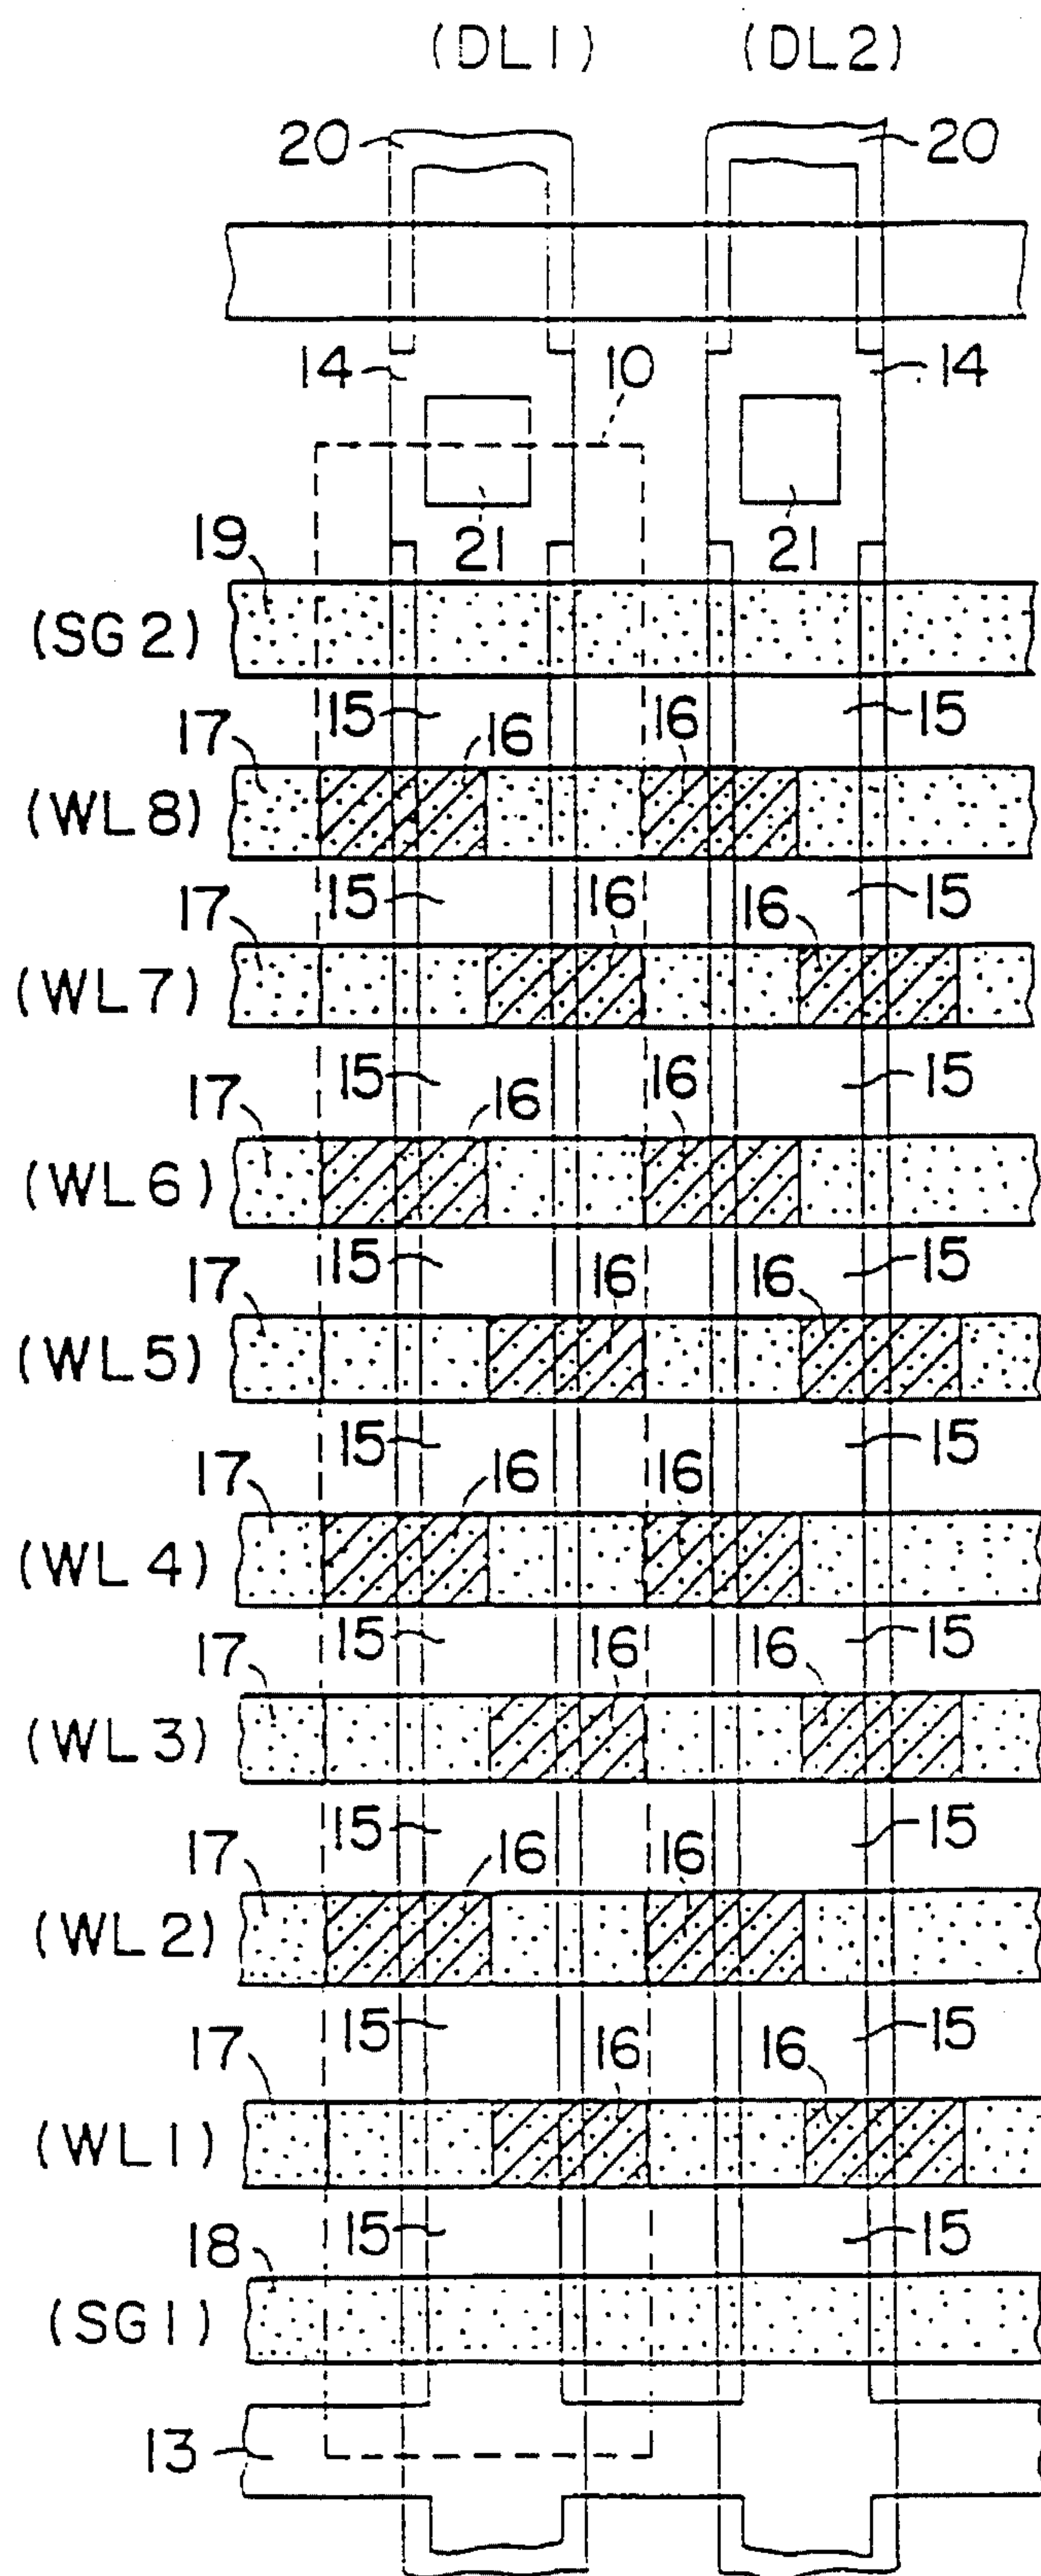 (DL1) (DL2)
20 20
14 10 14
21 21
19
(SG2)
15 16 16 15
17
(WL8)
15 16 16 15
17
(WL7)
15 16 16 15
17
(WL6)
15 16 16 15
17
(WL5)
15 16 16 15
17
(WL4)
15 16 16 15
17
(WL3)
15 16 16 15
17
(WL2)
15 16 16 15
17
(WL1)
15 15
18
(SG1)
13